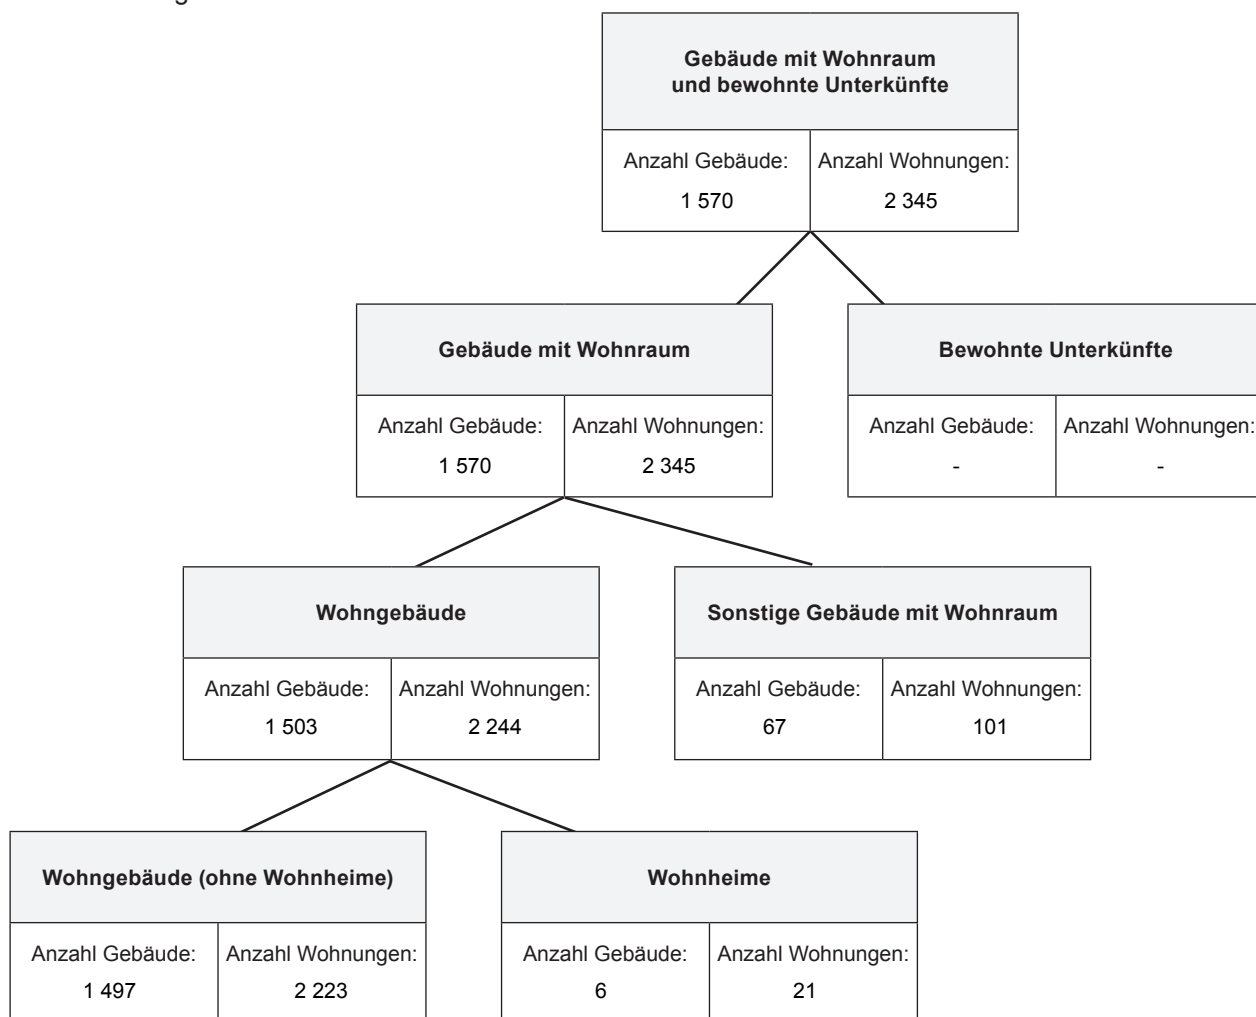 Gebäude mit Wohnraum
und bewohnte Unterkünfte
Anzahl Gebäude: Anzahl Wohnungen:
1 570 2 345
Gebäude mit Wohnraum Bewohnte Unterkünfte
Anzahl Gebäude: Anzahl Wohnungen: Anzahl Gebäude: Anzahl Wohnungen:
1 570 2 345 - -
Wohngebäude Sonstige Gebäude mit Wohnraum
Anzahl Gebäude: Anzahl Wohnungen: Anzahl Gebäude: Anzahl Wohnungen:
1 503 2 244 67 101
Wohngebäude (ohne Wohnheime) Wohnheime
Anzahl Gebäude: Anzahl Wohnungen: Anzahl Gebäude: Anzahl Wohnungen:
1 497 2 223 6 21